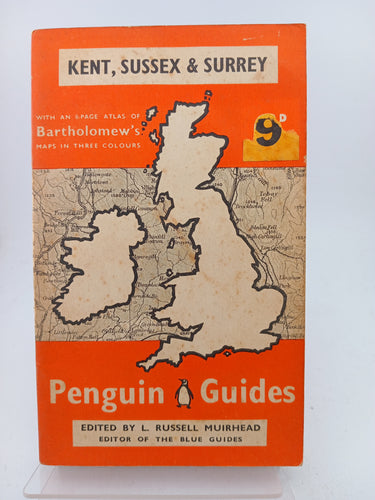 KENT, SUSSEX & SURREY
WITH AN 8-PAGE ATLAS OF
Bartholomew's
MAPS IN THREE COLOURS
9D
Penguin Guides
EDITED BY L. RUSSELL MUIRHEAD
EDITOR OF THE BLUE GUIDES